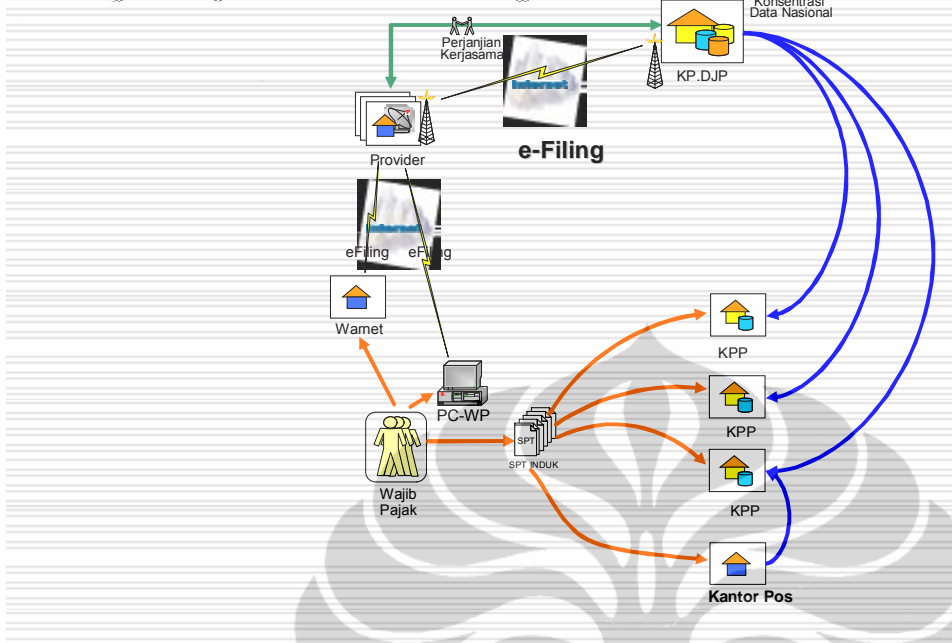 Konsentrasi
Data Nasional
Perjanjian
Kerjasama
Internet
KP.DJP
e-Filing
Provider
Internet
eFiling eFiling
Warnet
KPP
PC-WP
KPP
SPT
SPT INDUK
Wajib
Pajak
KPP
Kantor Pos